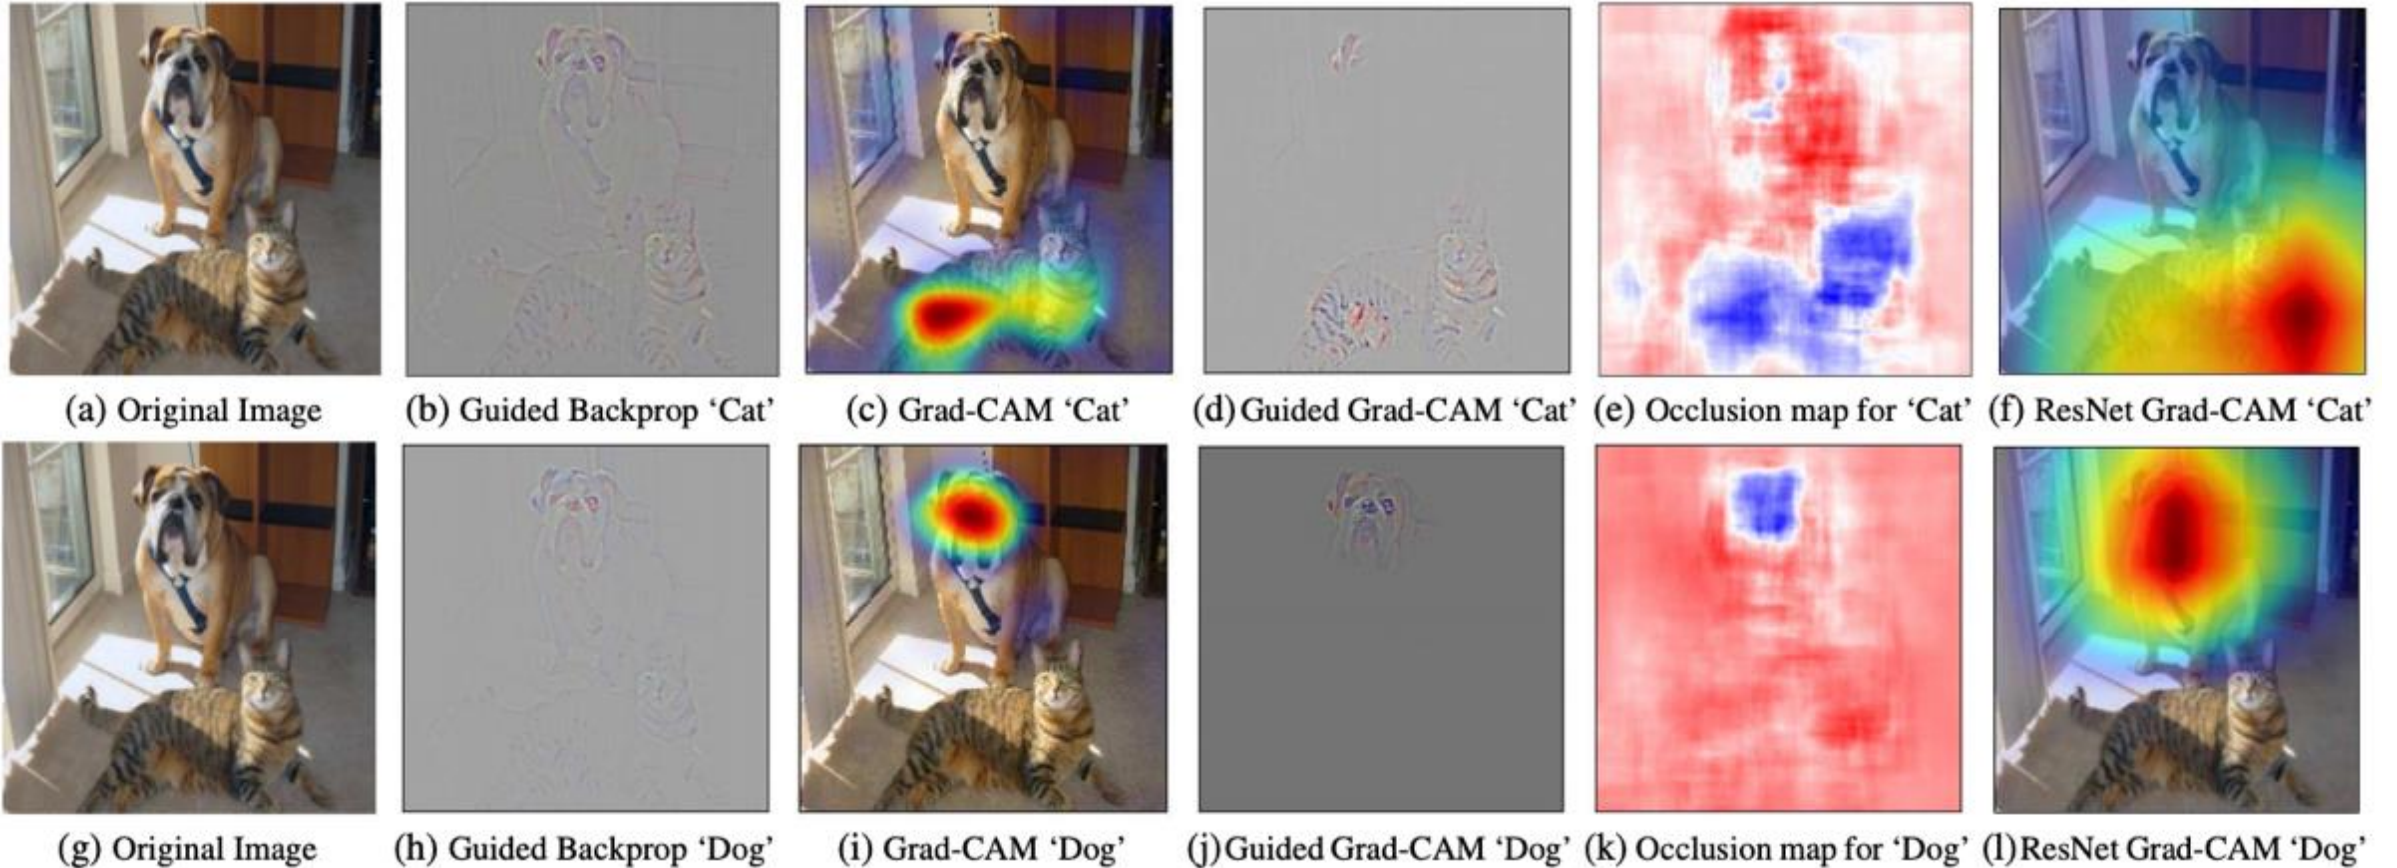 (a) Original Image
(b) Guided Backprop ‘Cat’
(c) Grad-CAM ‘Cat’
(d) Guided Grad-CAM ‘Cat’
(e) Occlusion map for ‘Cat’
(f) ResNet Grad-CAM ‘Cat’
(g) Original Image
(h) Guided Backprop ‘Dog’
(i) Grad-CAM ‘Dog’
(j) Guided Grad-CAM ‘Dog’
(k) Occlusion map for ‘Dog’
(l) ResNet Grad-CAM ‘Dog’